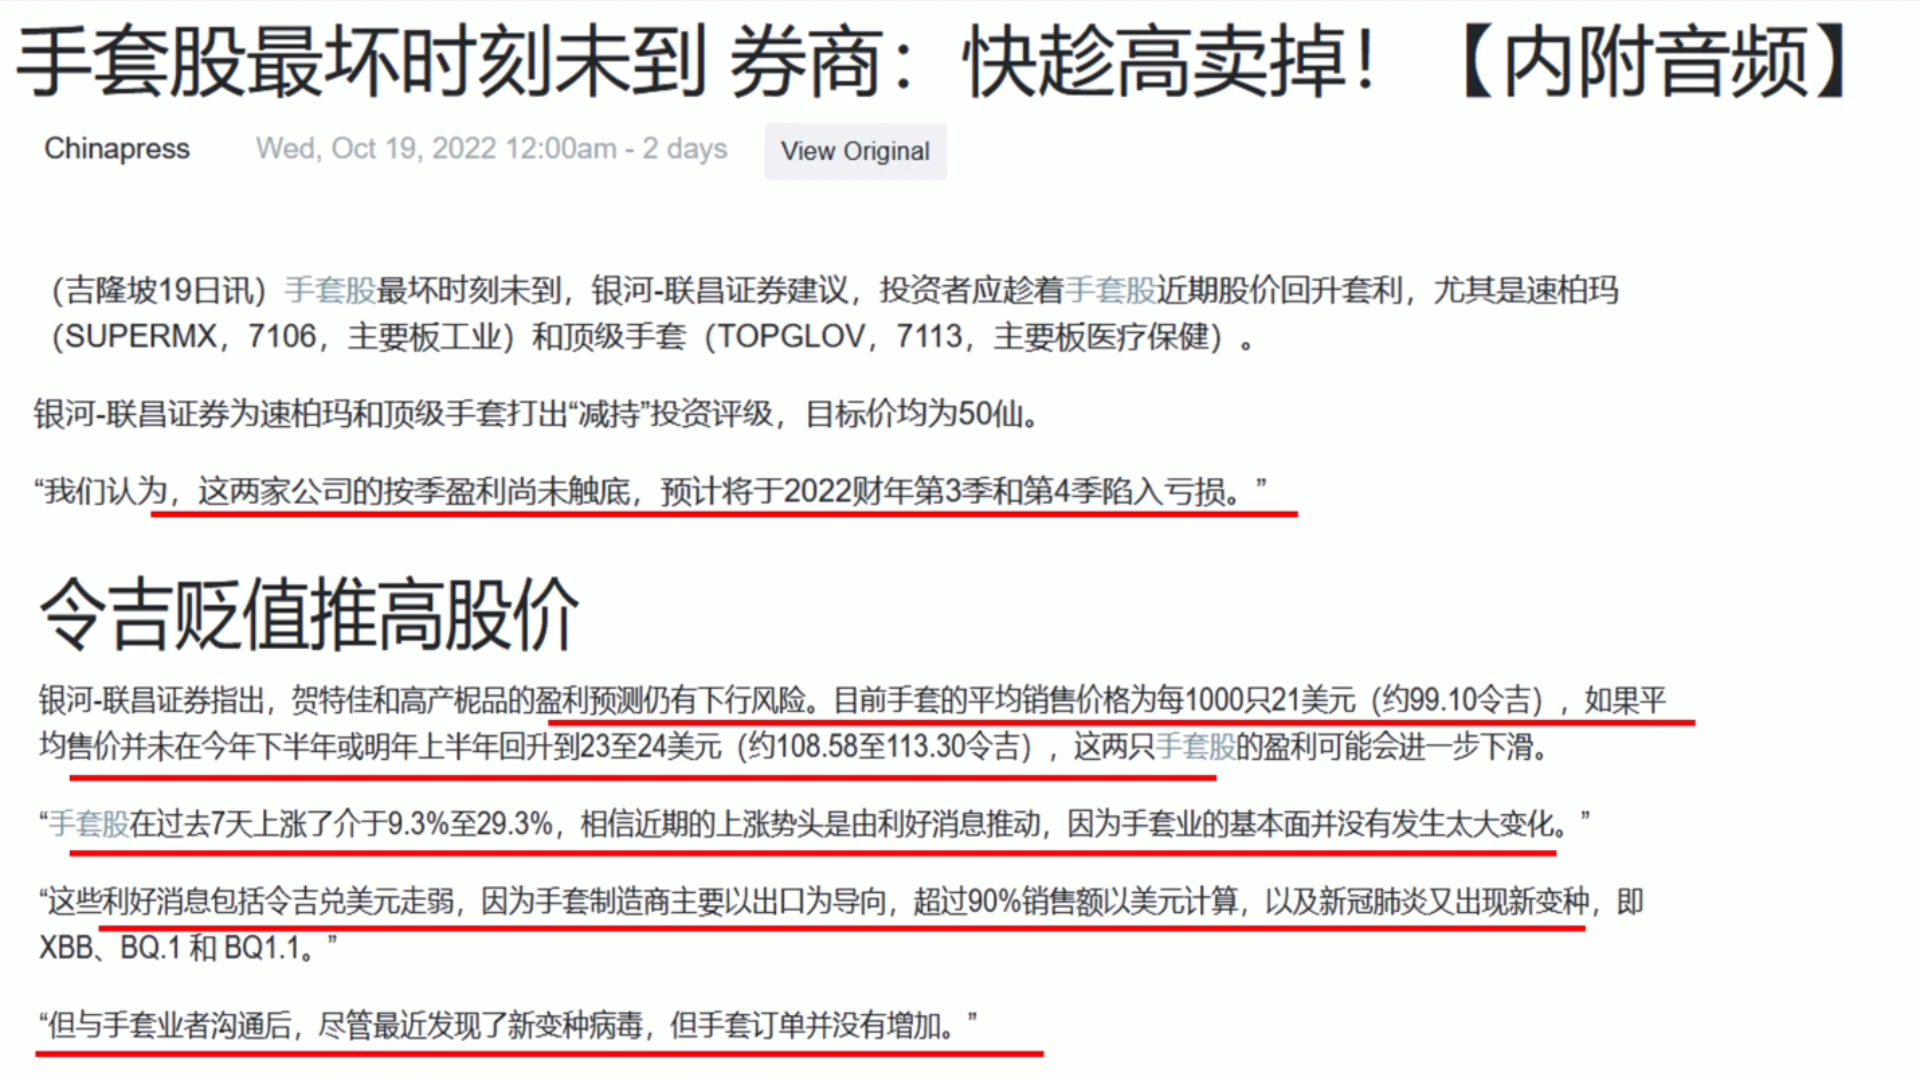 手套股最坏时刻未到 券商：快趁高卖掉！【内附音频】
Chinapress Wed, Oct 19, 2022 12:00am - 2 days View Original
（吉隆坡19日讯）手套股最坏时刻未到，银河-联昌证券建议，投资者应趁着手套股近期股价回升套利，尤其是速柏玛
（SUPERMX，7106，主要板工业）和顶级手套（TOPGLOV，7113，主要板医疗保健）。
银河-联昌证券为速柏玛和顶级手套打出“减持”投资评级，目标价均为50仙。
“我们认为，这两家公司的按季盈利尚未触底，预计将于2022财年第3季和第4季陷入亏损。”
令吉贬值推高股价
银河-联昌证券指出，贺特佳和高产柅品的盈利预测仍有下行风险。目前手套的平均销售价格为每1000只21美元（约99.10令吉），如果平
均售价并未在今年下半年或明年上半年回升到23至24美元（约108.58至113.30令吉），这两只手套股的盈利可能会进一步下滑。
“手套股在过去7天上涨了介于9.3%至29.3%，相信近期的上涨势头是由利好消息推动，因为手套业的基本面并没有发生太大变化。”
“这些利好消息包括令吉兑美元走弱，因为手套制造商主要以出口为导向，超过90%销售额以美元计算，以及新冠肺炎又出现新变种，即
XBB、BQ.1 和 BQ1.1。”
“但与手套业者沟通后，尽管最近发现了新变种病毒，但手套订单并没有增加。”